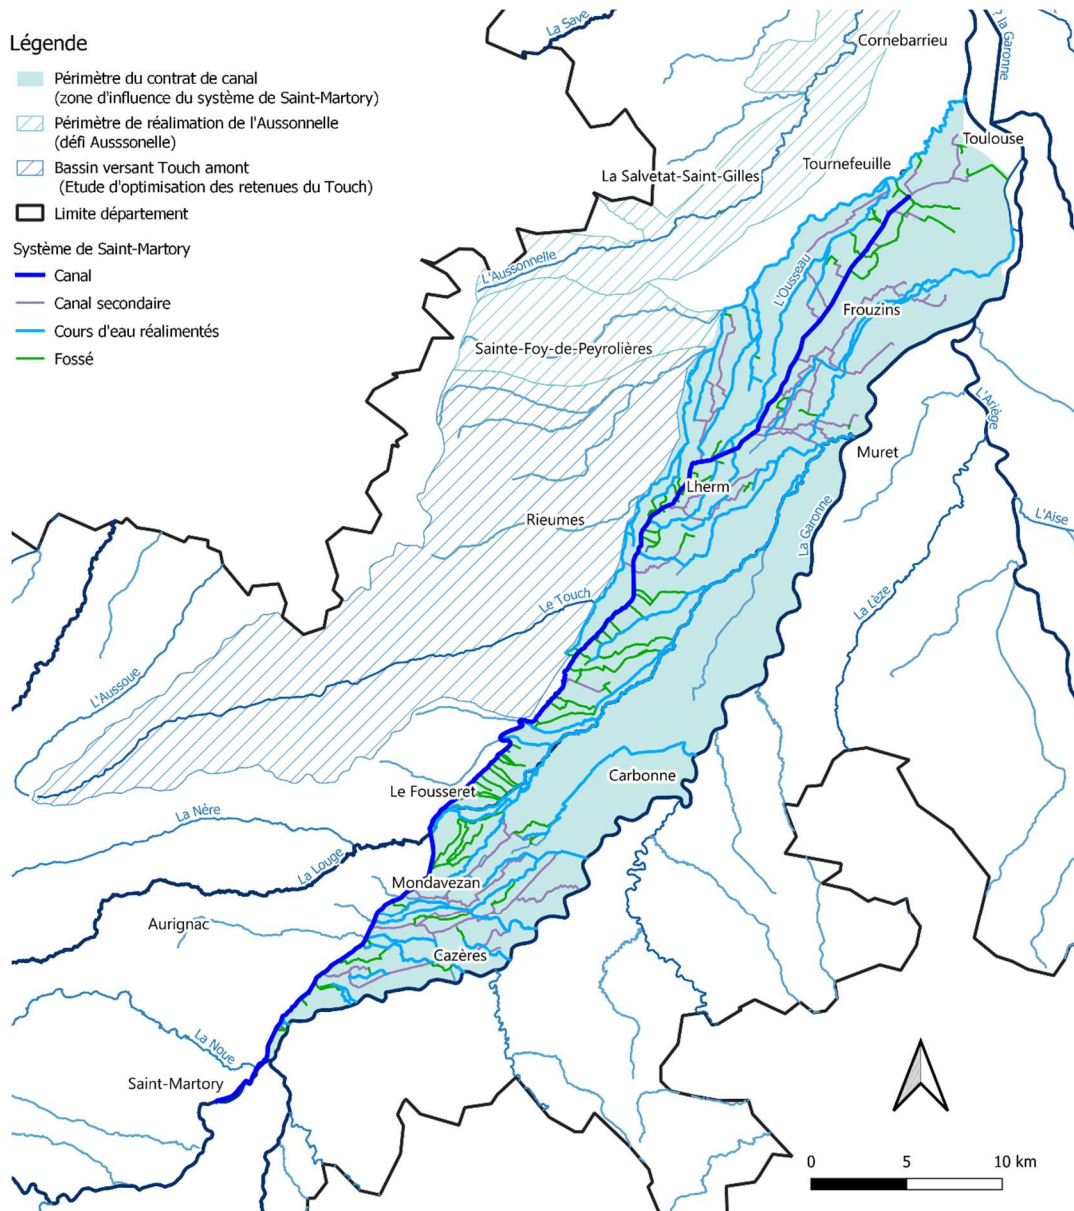 Légende
Périmètre du contrat de canal
(zone d'influence du système de Saint-Martory)
Périmètre de réalimation de l'Aussonnelle
(défi Ausssonelle)
Bassin versant Touch amont
(Etude d'optimisation des retenues du Touch)
Limite département
Système de Saint-Martory
Canal
Canal secondaire
Cours d'eau réalimentés
Fossé
La Save
Cornebarrieu
la Garonne
Toulouse
Tournefeuille
La Salvetat-Saint-Gilles
L'Aussonnelle
L'Ousseau
Frouzins
Sainte-Foy-de-Peyrolières
L'Ariège
Muret
Lherm
Rieumes
La Garonne
L'Aise
Le Touch
La Lèze
L'Aussoue
Carbonne
Le Fousseret
La Nère
La Louge
Mondavezan
Aurignac
Cazères
La Noue
Saint-Martory
0 5 10 km